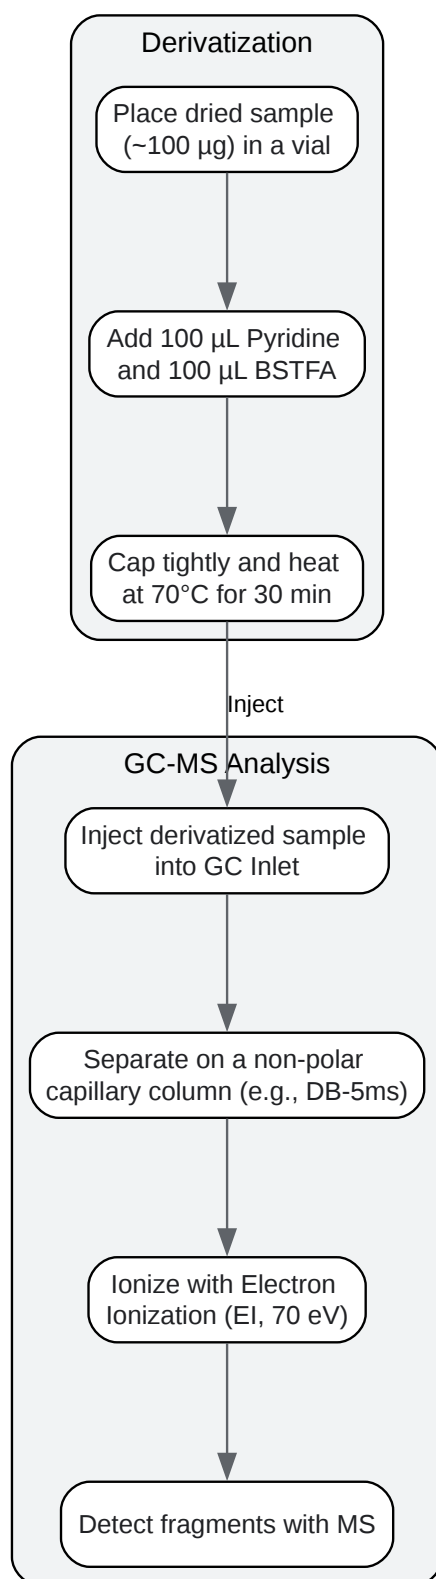 Derivatization
Place dried sample
(~100 µg) in a vial
Add 100 µL Pyridine
and 100 µL BSTFA
Cap tightly and heat
at 70°C for 30 min
Inject
GC-MS Analysis
Inject derivatized sample
into GC Inlet
Separate on a non-polar
capillary column (e.g., DB-5ms)
Ionize with Electron
Ionization (EI, 70 eV)
Detect fragments with MS